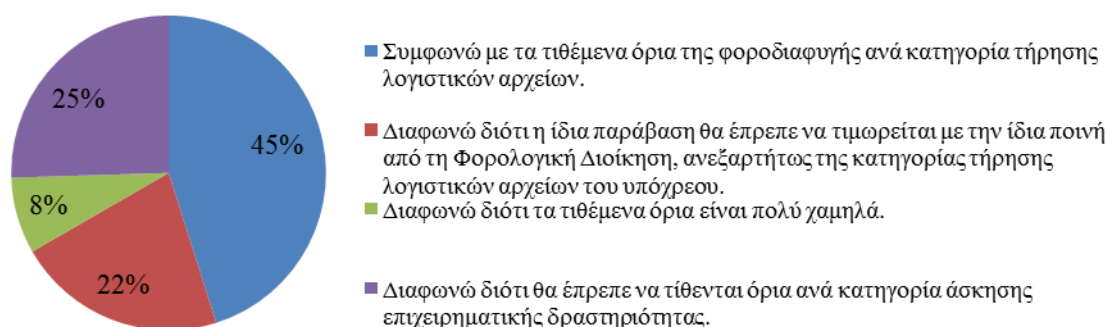 45%
22%
8%
25%
Συμφωνώ με τα τιθέμενα όρια της φοροδιαφυγής ανά κατηγορία τήρησης
λογιστικών αρχείων.
Διαφωνώ διότι η ίδια παράβαση θα έπρεπε να τιμωρείται με την ίδια ποινή
από τη Φορολογική Διοίκηση, ανεξαρτήτως της κατηγορίας τήρησης
λογιστικών αρχείων του υπόχρεου.
Διαφωνώ διότι τα τιθέμενα όρια είναι πολύ χαμηλά.
Διαφωνώ διότι θα έπρεπε να τίθενται όρια ανά κατηγορία άσκησης
επιχειρηματικής δραστηριότητας.